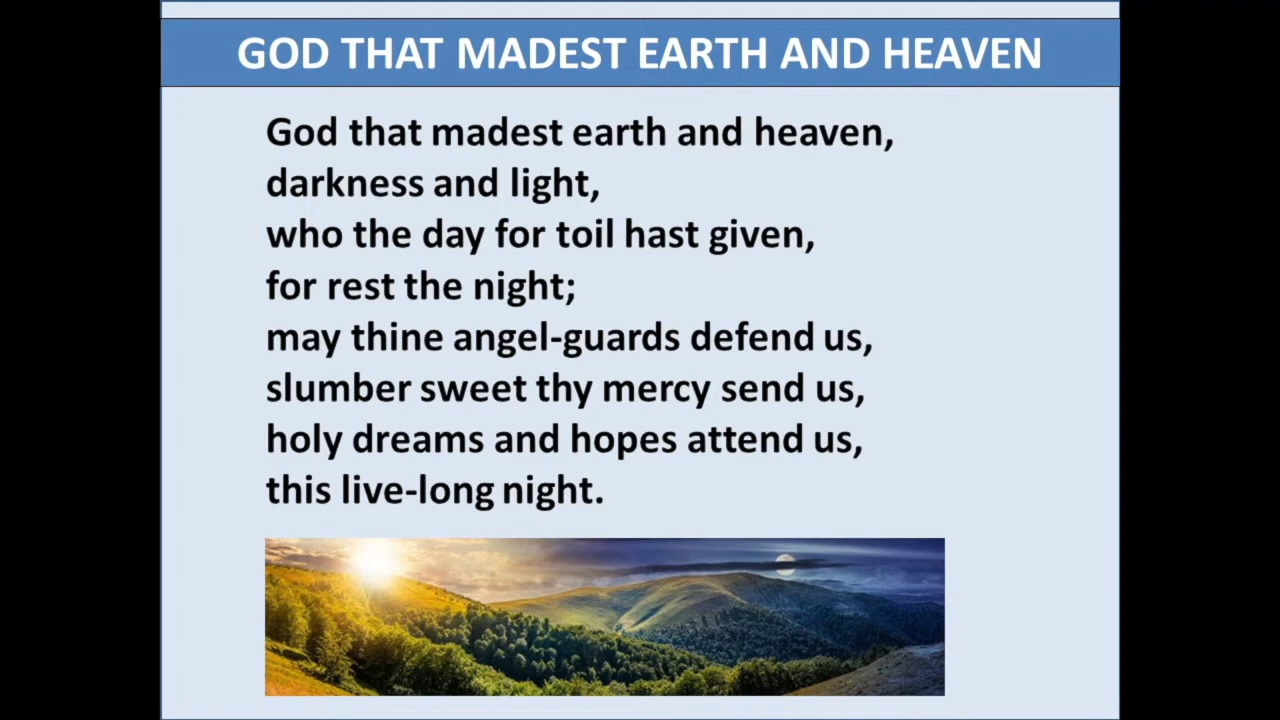 GOD THAT MADEST EARTH AND HEAVEN
God that madest earth and heaven,
darkness and light,
who the day for toil hast given,
for rest the night;
may thine angel-guards defend us,
slumber sweet thy mercy send us,
holy dreams and hopes attend us,
this live-long night.